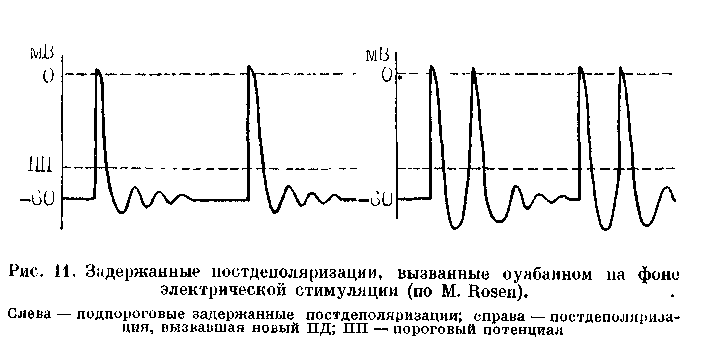 мВ
0
ПП
−60
мВ
0
−60
Рис. 11. Задержанные постдеполяризации, вызванные оуабаином на фоне
электрической стимуляции (по M. Rosen).
Слева — подпороговые задержанные постдеполяризации; справа — постдеполяриза-
ция, вызвавшая новый ПД; ПП — пороговый потенциал